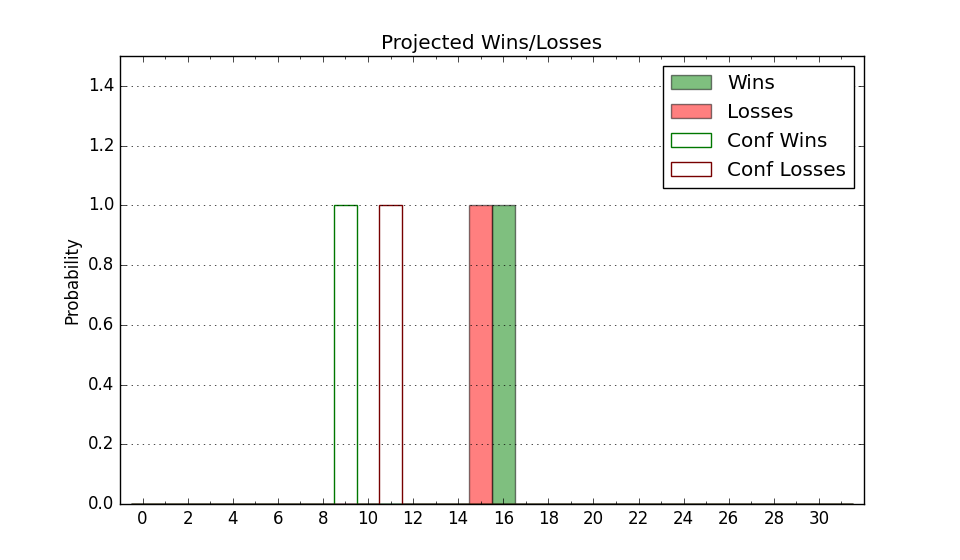 Projected Wins/Losses
Wins
Losses
Conf Wins
Conf Losses
Probability
1.4
1.2
1.0
0.8
0.6
0.4
0.2
0.0
0 2 4 6 8 10 12 14 16 18 20 22 24 26 28 30